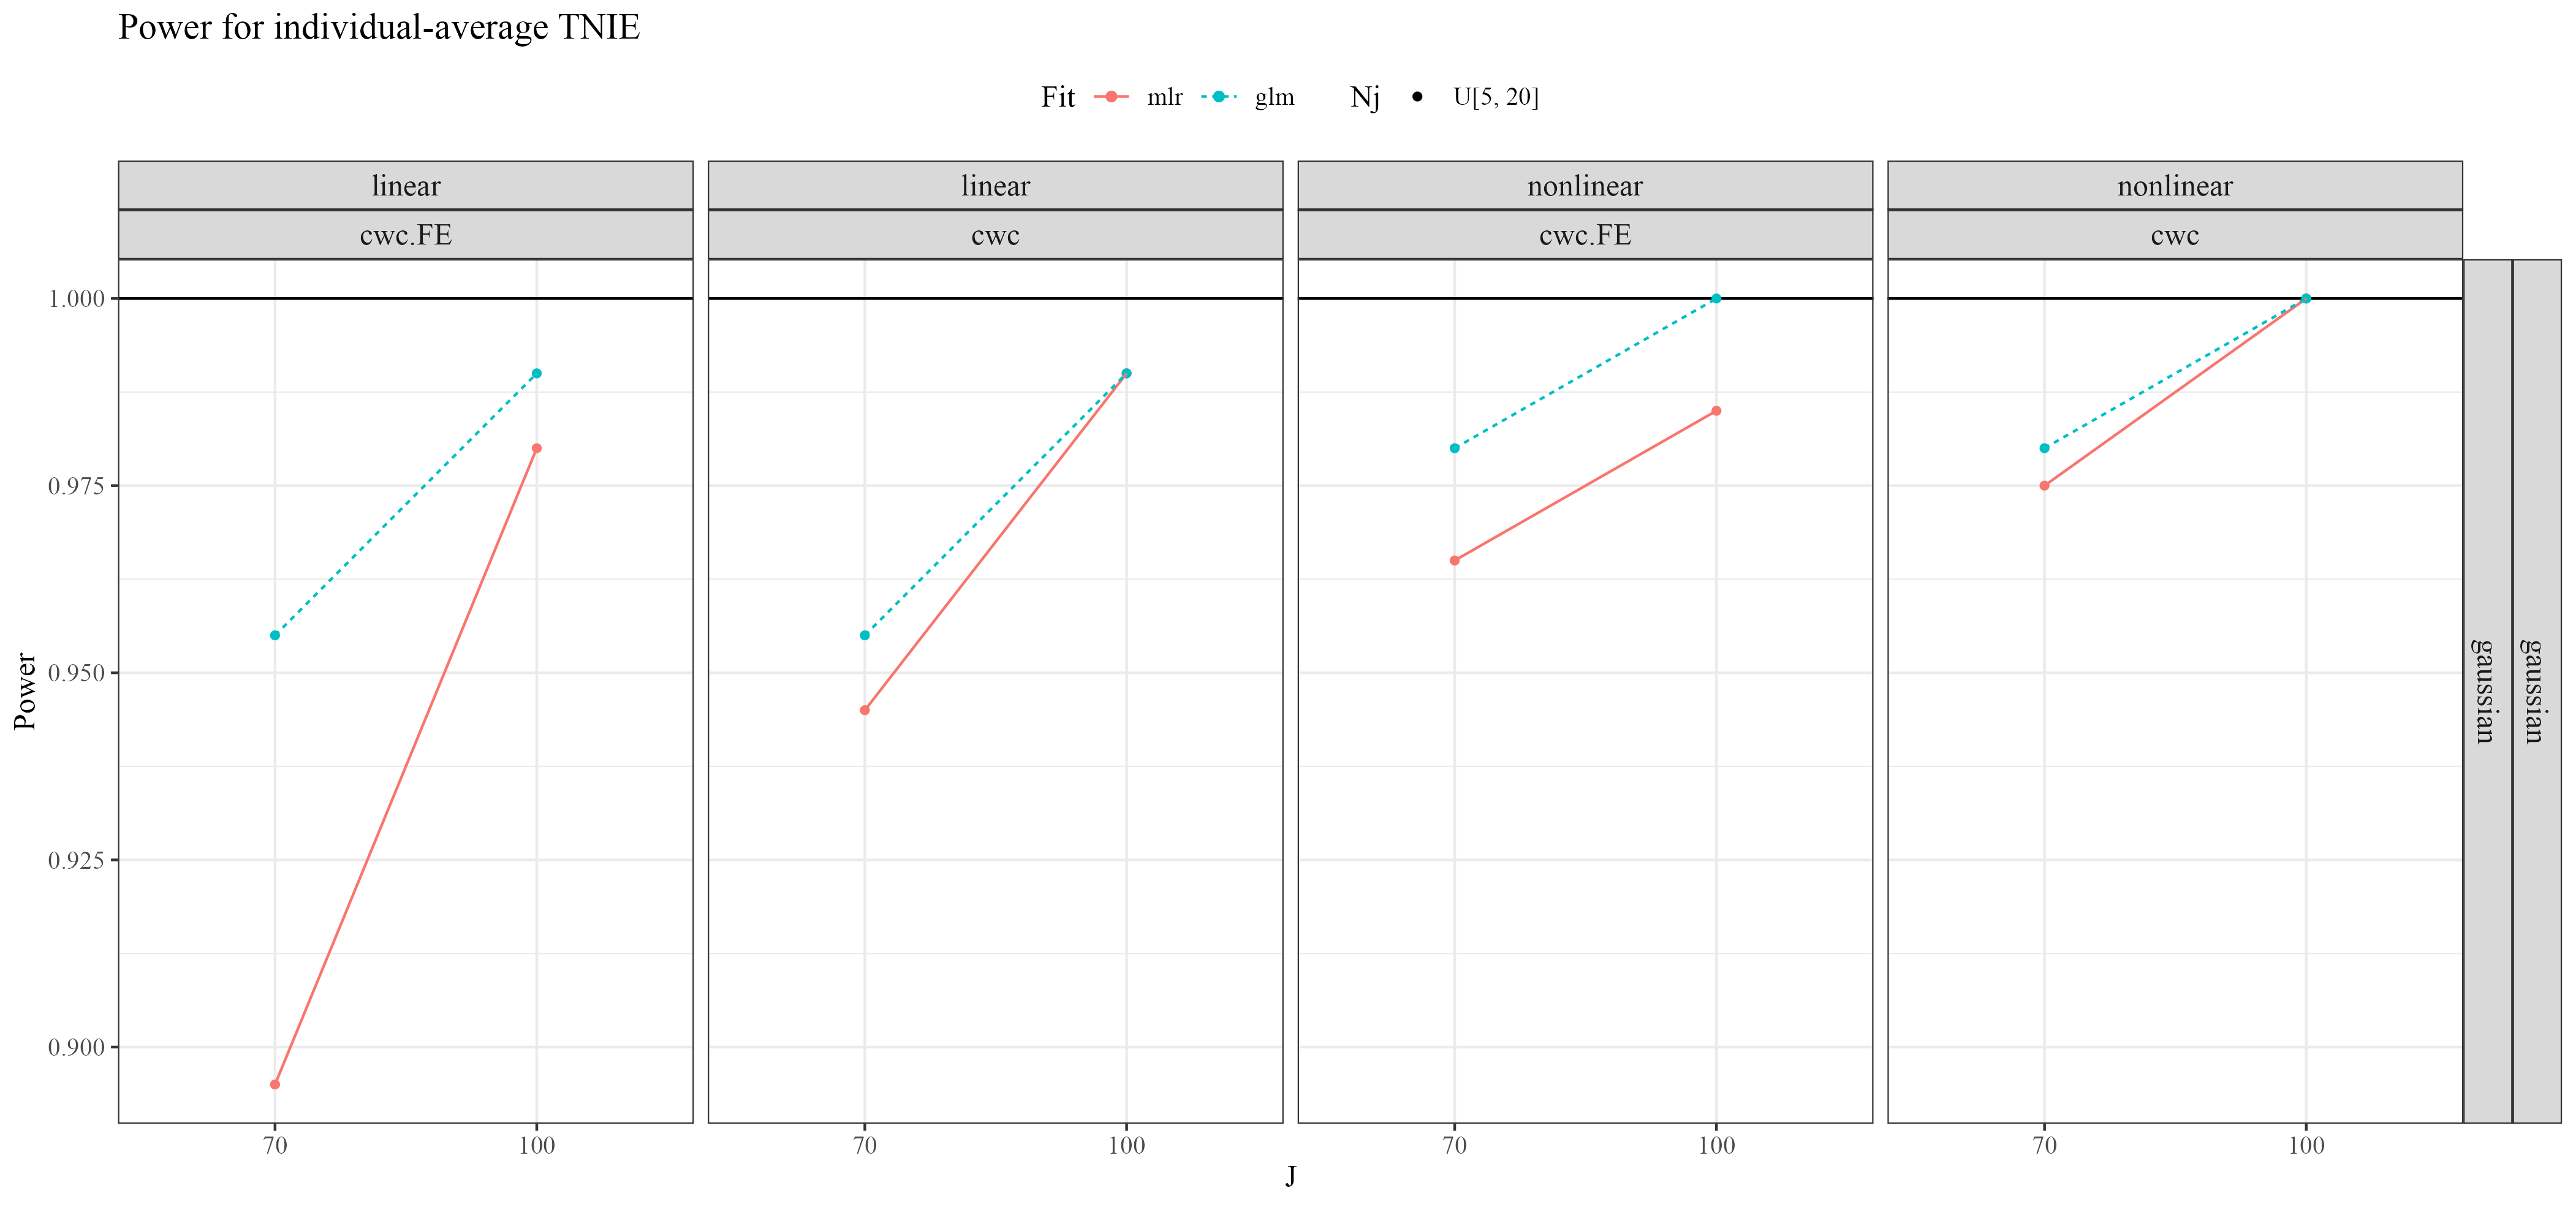 Power for individual-average TNIE
Fit mlr glm Nj U[5, 20]
linear linear nonlinear nonlinear
cwc.FE cwc cwc.FE cwc
1.000
0.975
0.950
0.925
0.900
Power
gaussian gaussian
70 100 70 100 70 100 70 100
J